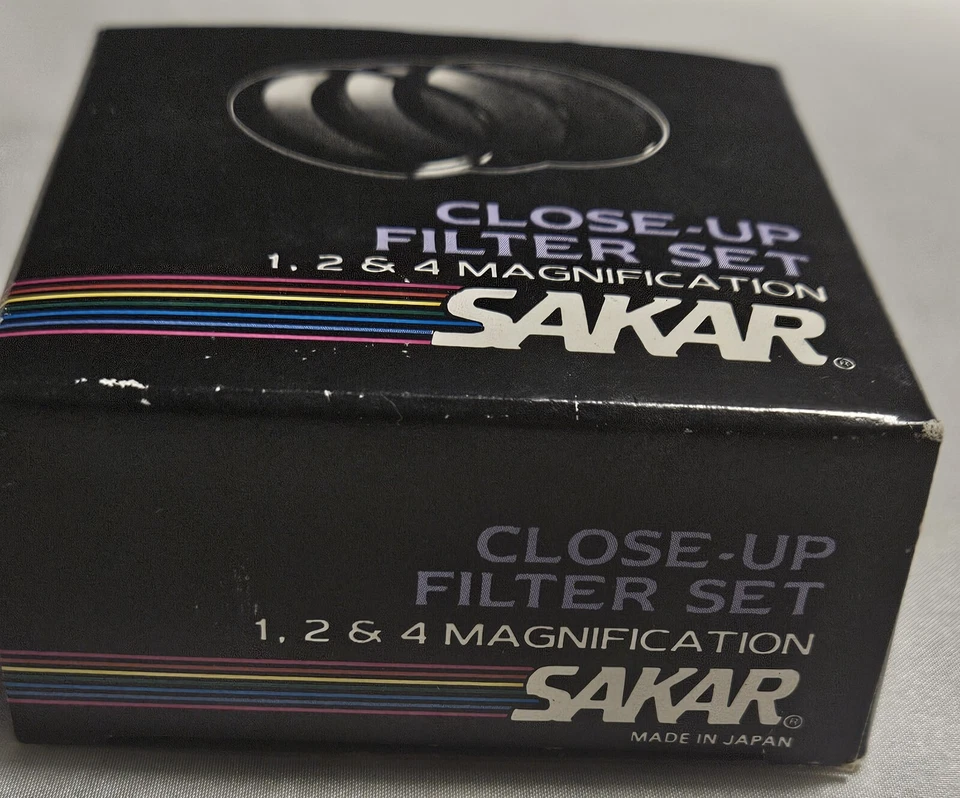 CLOSE-UP
FILTER SET
1, 2 & 4 MAGNIFICATION
SAKAR®
CLOSE-UP
FILTER SET
1, 2 & 4 MAGNIFICATION
SAKAR®
MADE IN JAPAN